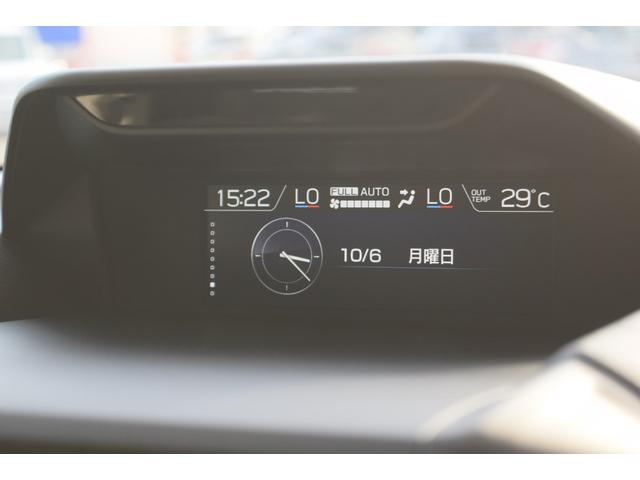 15:22 LO FULL AUTO LO OUT TEMP 29°C
10/6 月曜日